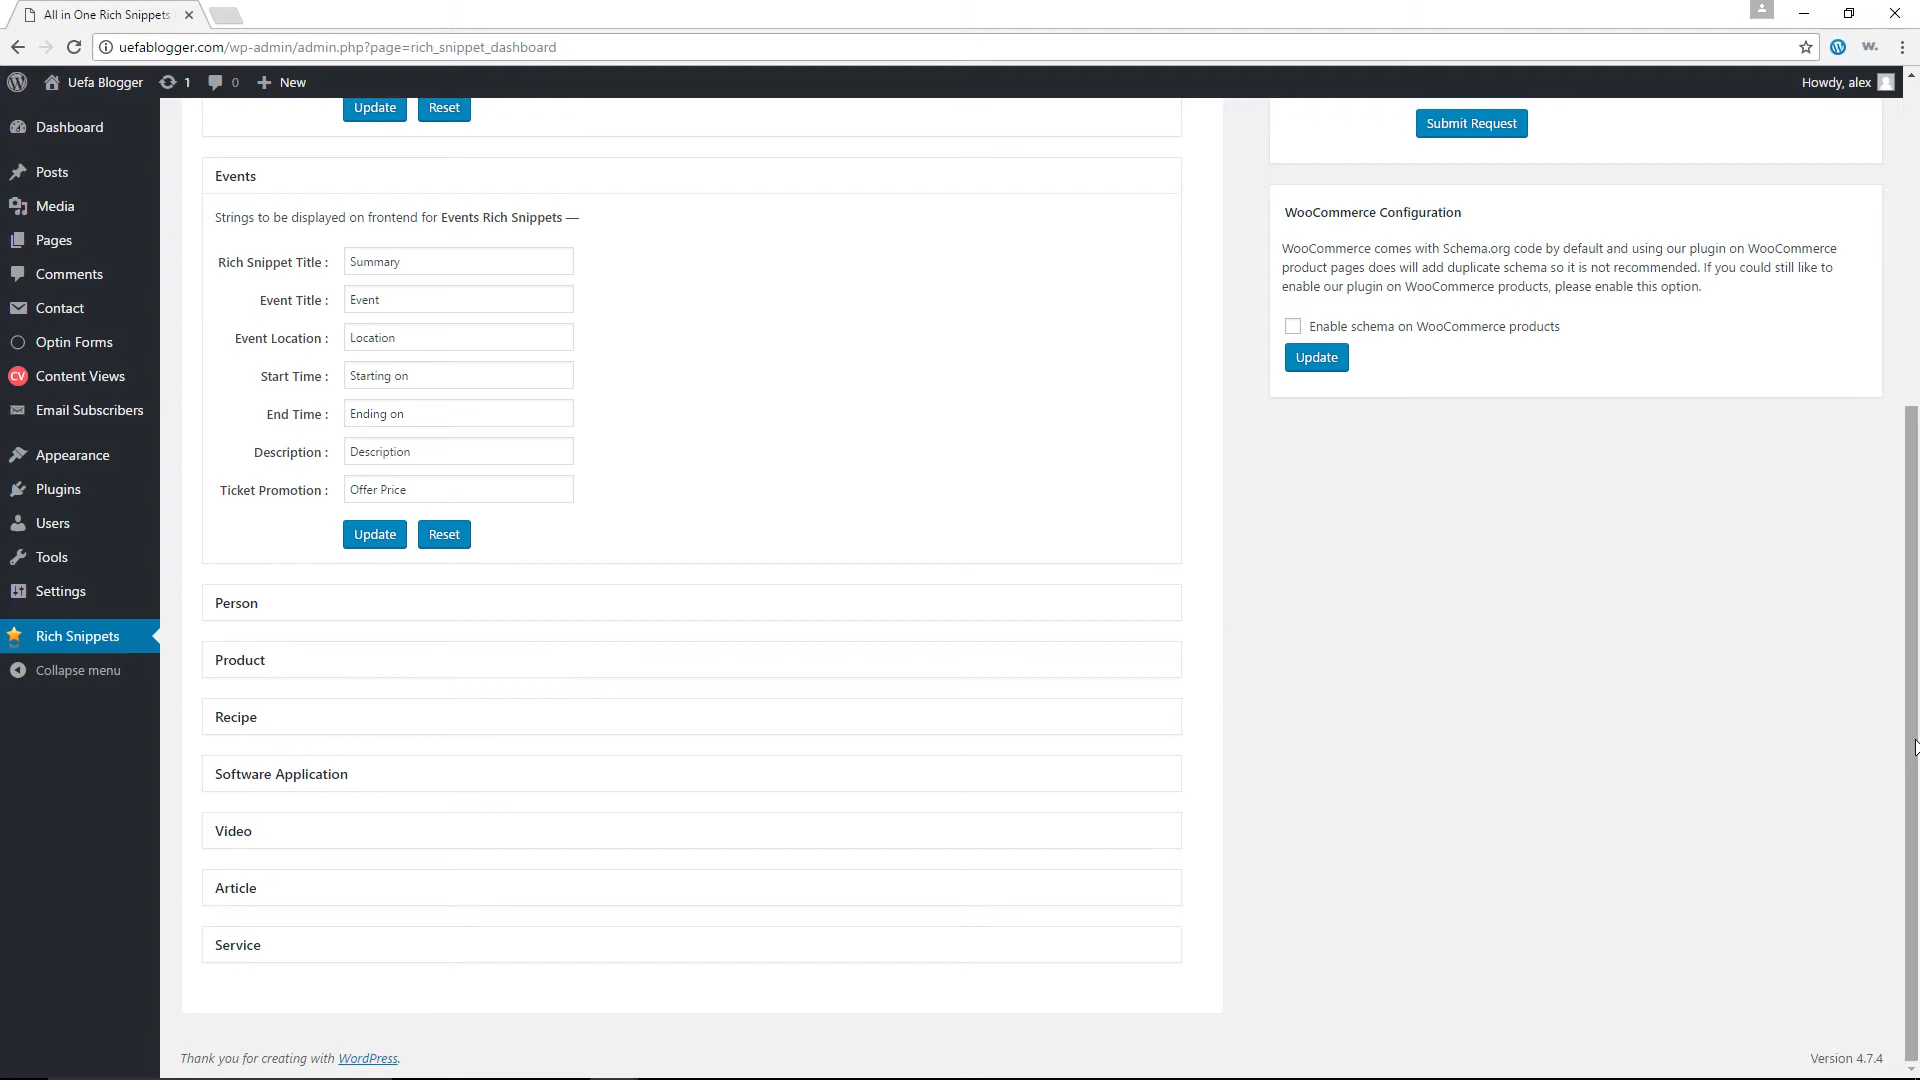 All in One Rich Snippets
uefablogger.com/wp-admin/admin.php?page=rich_snippet_dashboard
W.
Uefa Blogger 1 0 New
Howdy, alex
Dashboard
Posts
Media
Pages
Comments
Contact
Optin Forms
CV Content Views
Email Subscribers
Appearance
Plugins
Users
Tools
Settings
Rich Snippets
Collapse menu
Update Reset
Events
Strings to be displayed on frontend for Events Rich Snippets —
Rich Snippet Title : Summary
Event Title : Event
Event Location : Location
Start Time : Starting on
End Time : Ending on
Description : Description
Ticket Promotion : Offer Price
Update Reset
Person
Product
Recipe
Software Application
Video
Article
Service
Submit Request
WooCommerce Configuration
WooCommerce comes with Schema.org code by default and using our plugin on WooCommerce
product pages does will add duplicate schema so it is not recommended. If you could still like to
enable our plugin on WooCommerce products, please enable this option.
Enable schema on WooCommerce products
Update
Thank you for creating with WordPress.
Version 4.7.4